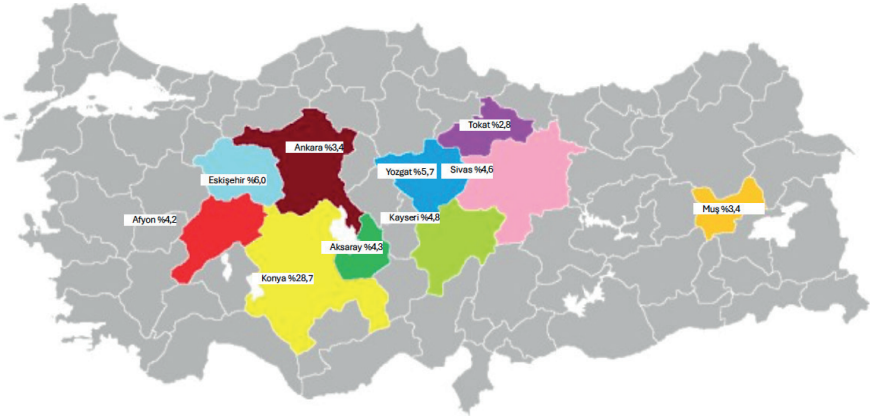 Tokat %2,8
Ankara %3,4
Yozgat %5,7
Sivas %4,6
Eskişehir %6,0
Muş %3,4
Afyon %4,2
Kayseri %4,8
Aksaray %4,3
Konya %28,7